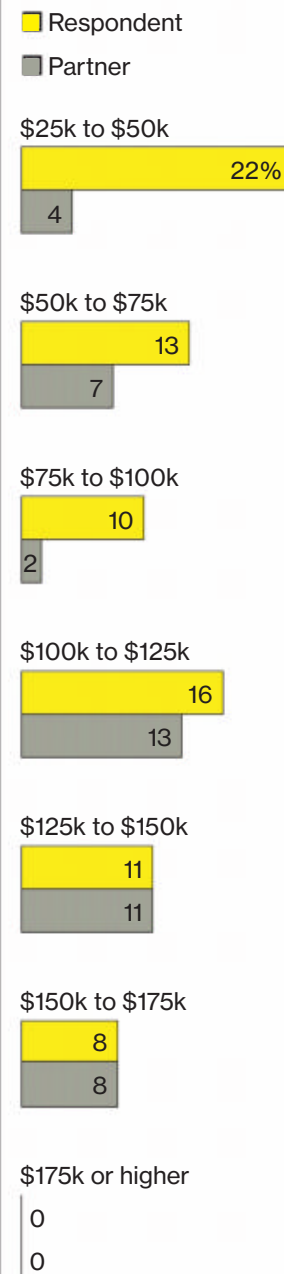 Respondent
Partner
$25k to $50k
22%
4
$50k to $75k
13
7
$75k to $100k
10
2
$100k to $125k
16
13
$125k to $150k
11
11
$150k to $175k
8
8
$175k or higher
0
0